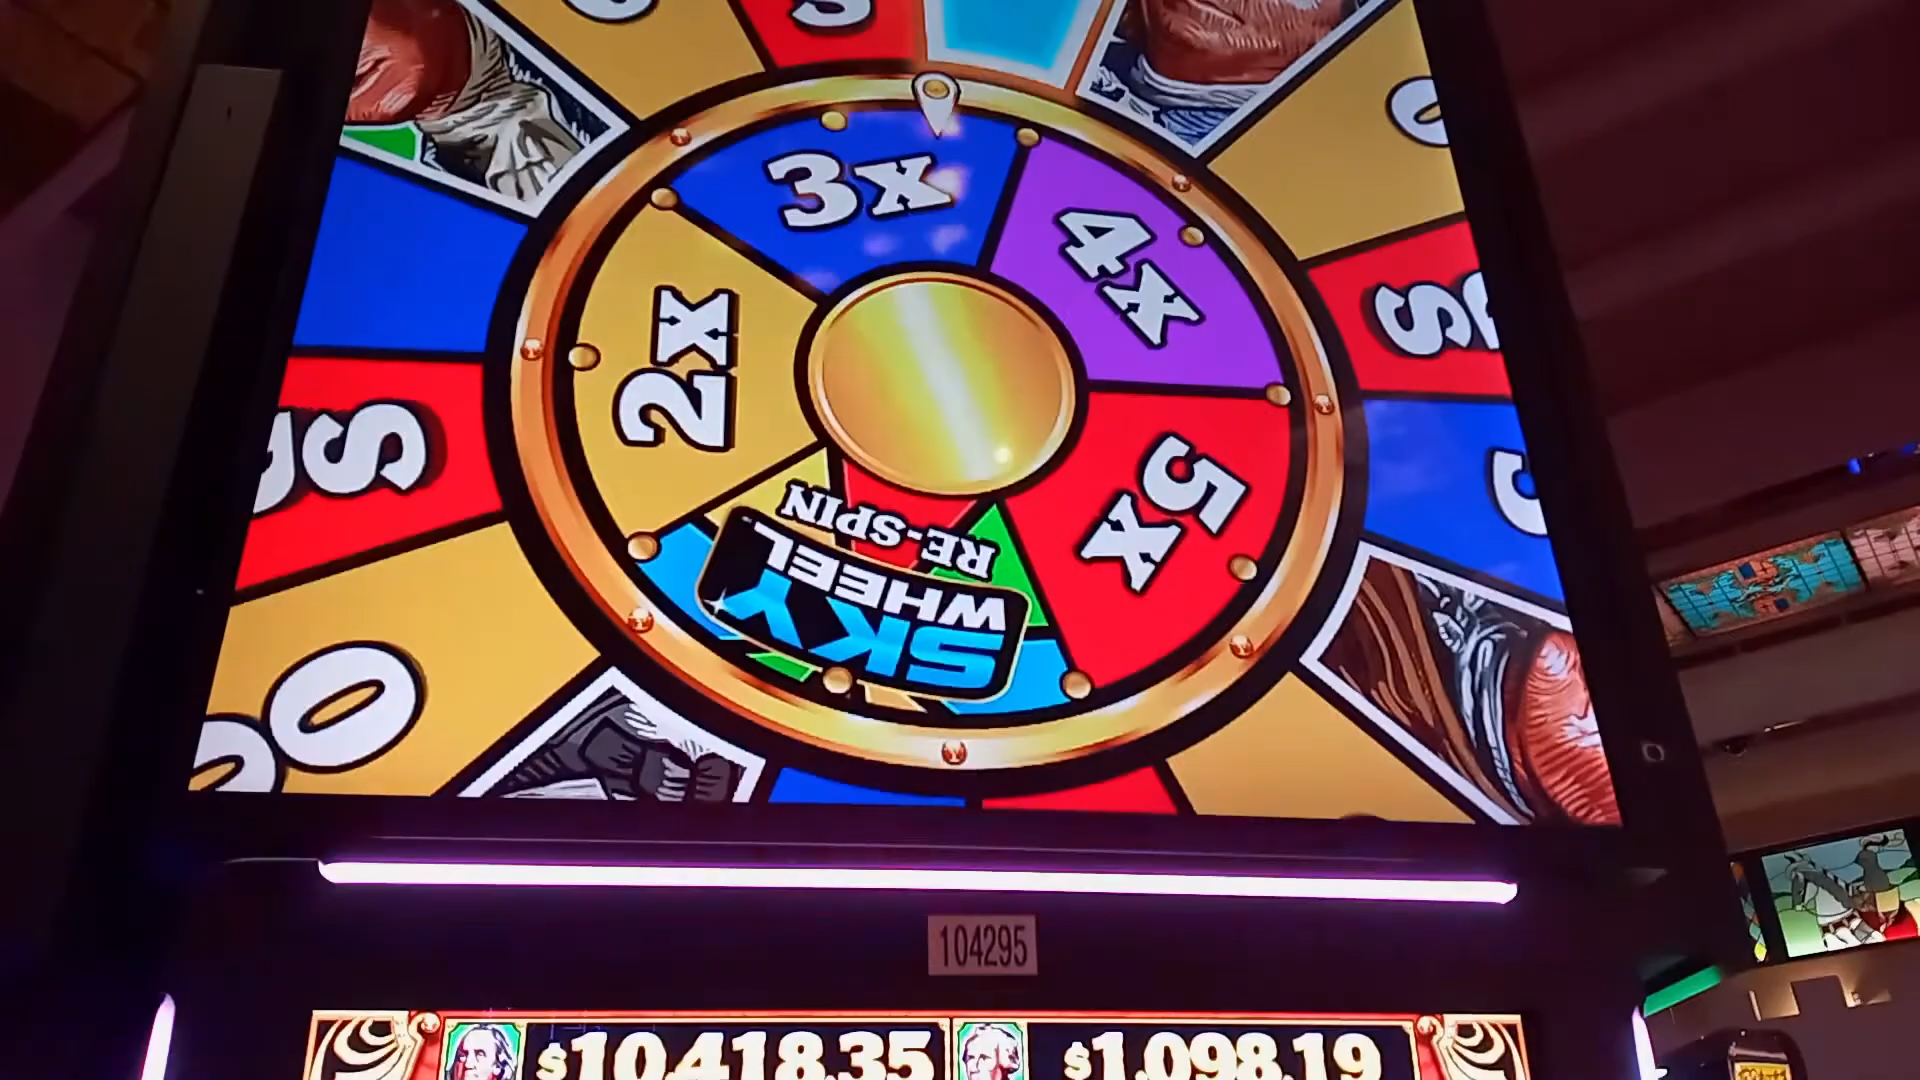 3x
4x
2x
5x
SKY
WHEEL
RE-SPIN
104295
$10,418.35
$1,098.19